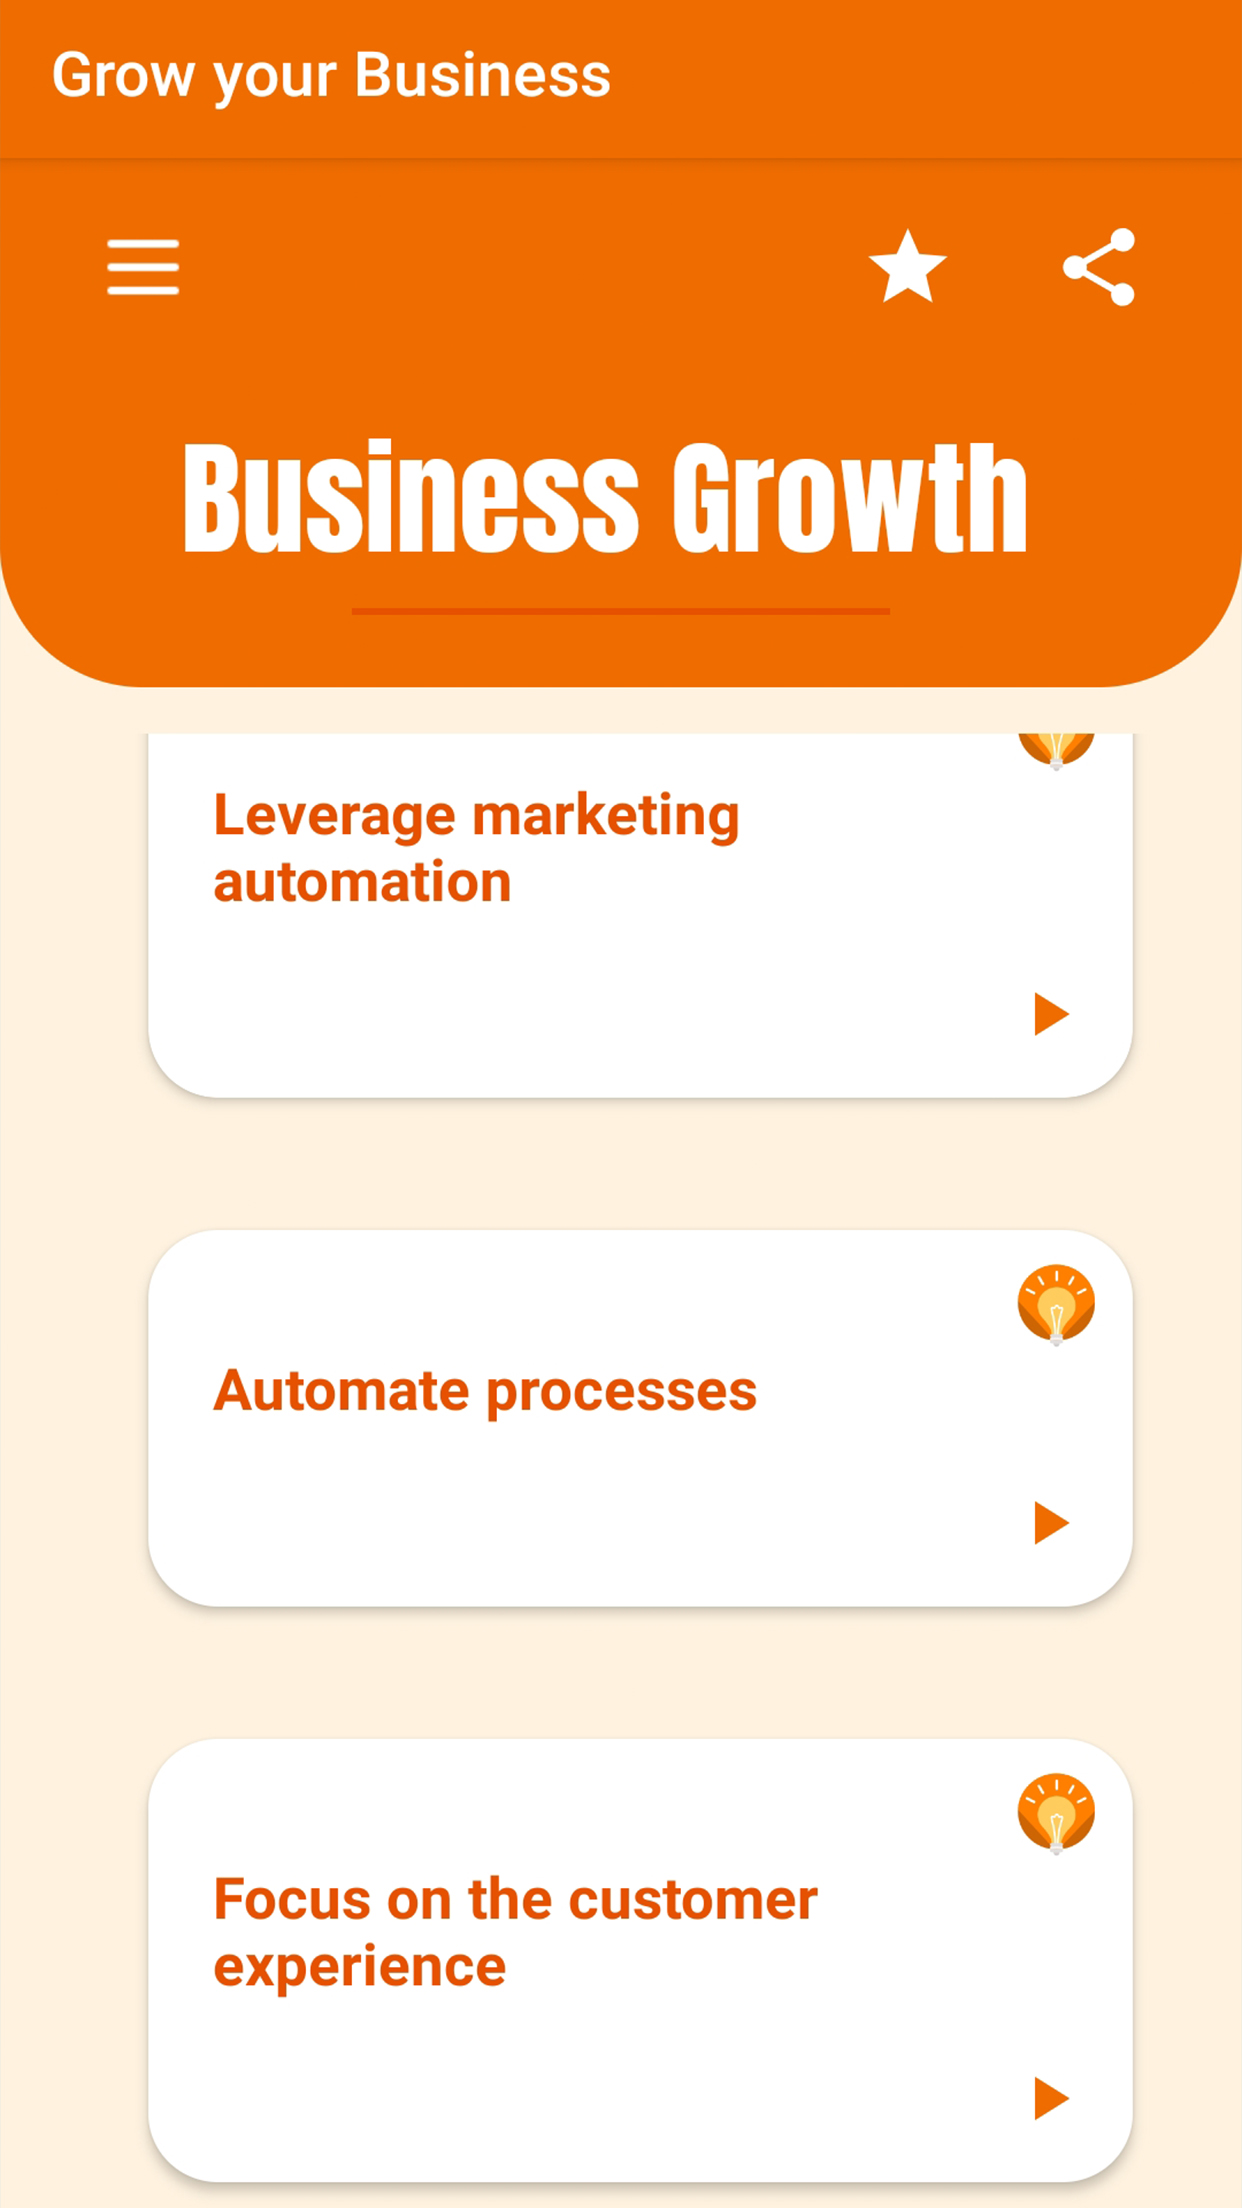 Grow your Business
Business Growth
Leverage marketing
automation
Automate processes
Focus on the customer
experience